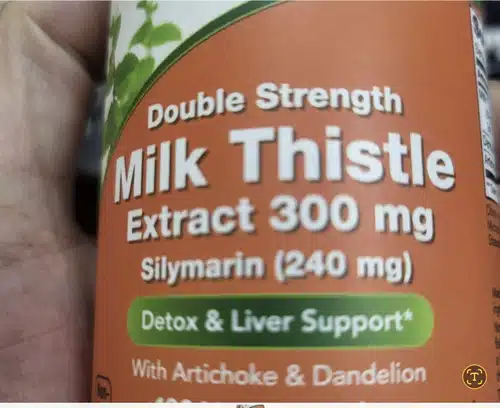 Double Strength
Milk Thistle
Extract 300 mg
Silymarin (240 mg)
Detox & Liver Support*
With Artichoke & Dandelion